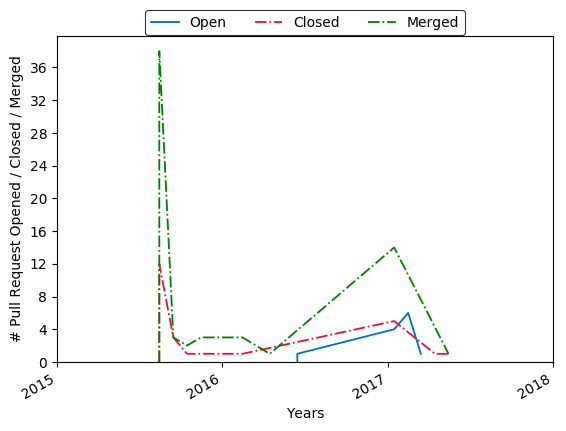 Open Closed Merged
# Pull Request Opened / Closed / Merged
36
32
28
24
20
16
12
8
4
0
2015 2016 2017 2018
Years